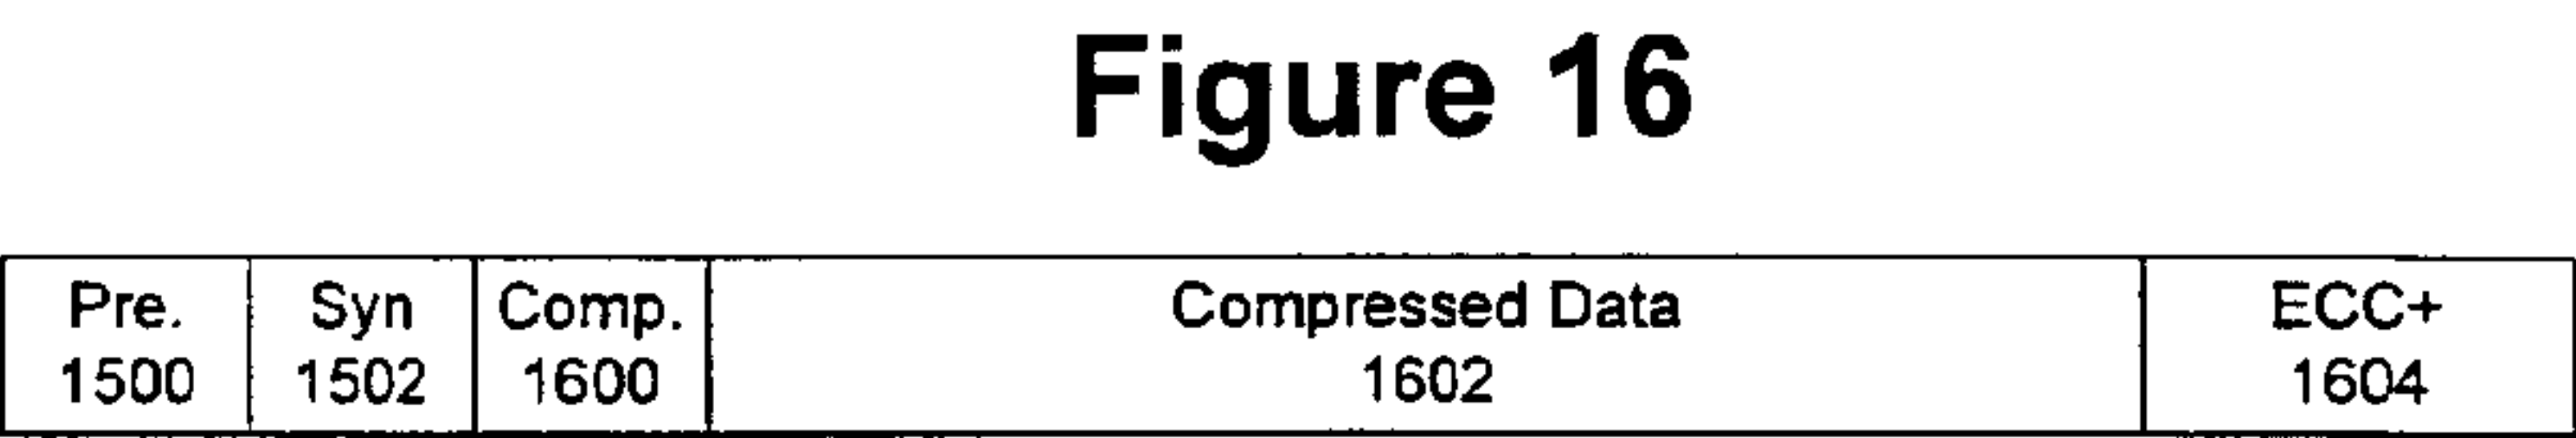 Figure 16
Pre. Syn Comp. Compressed Data ECC+
1500 1502 1600 1602 1604